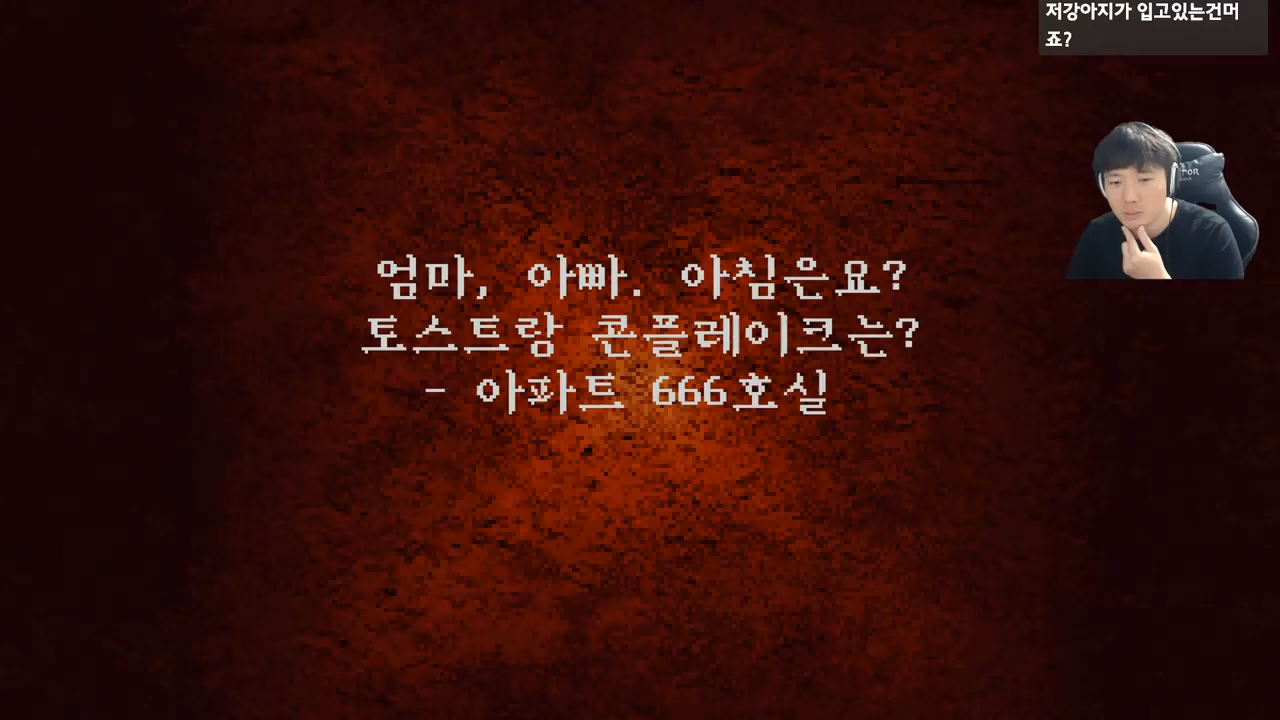 저강아지가 입고있는건머
죠?
엄마, 아빠. 아침은요?
토스트랑 콘플레이크는?
- 아파트 666호실